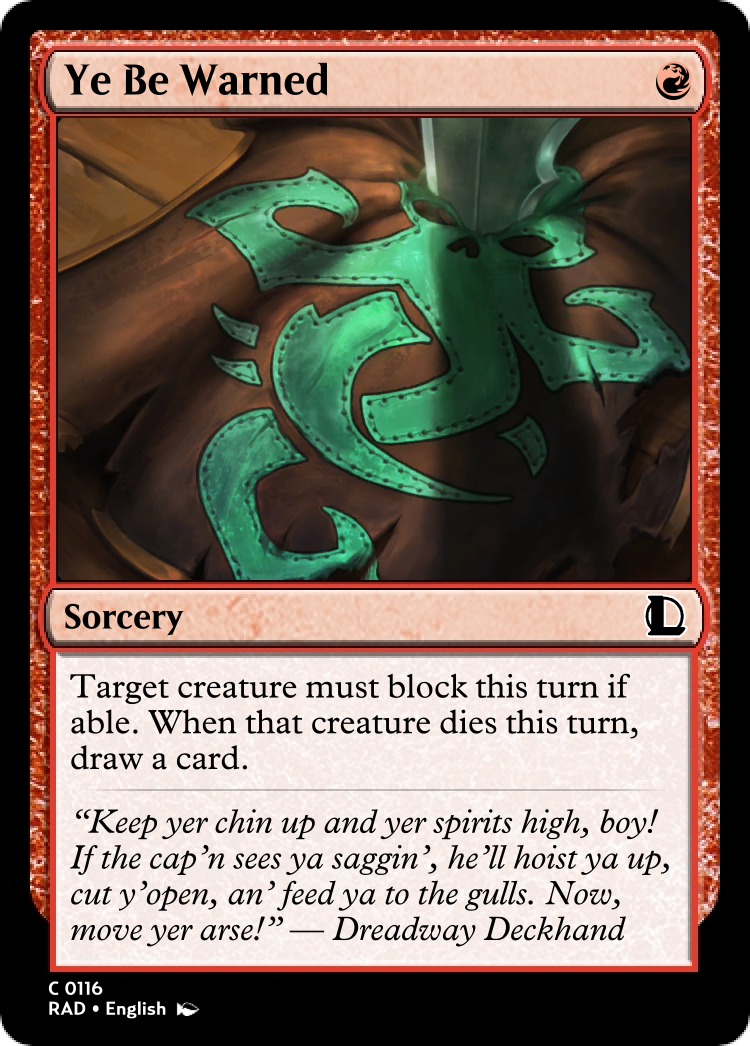 Ye Be Warned
Sorcery
Target creature must block this turn if
able. When that creature dies this turn,
draw a card.
“Keep yer chin up and yer spirits high, boy!
If the cap’n sees ya saggin’, he’ll hoist ya up,
cut y’open, an’ feed ya to the gulls. Now,
move yer arse!” — Dreadway Deckhand
C 0116
RAD • English